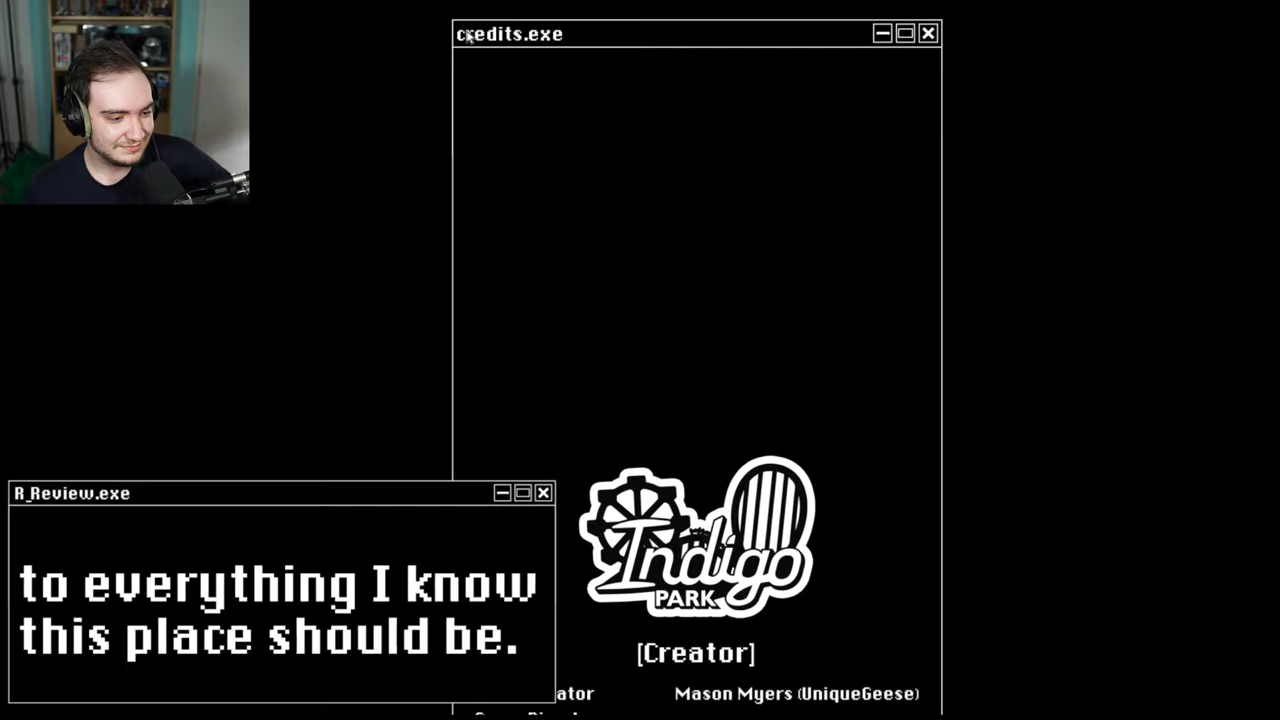 credits.exe
R_Review.exe
to everything I know
this place should be.
Indigo
PARK
[Creator]
Mason Myers (UniqueGeese)